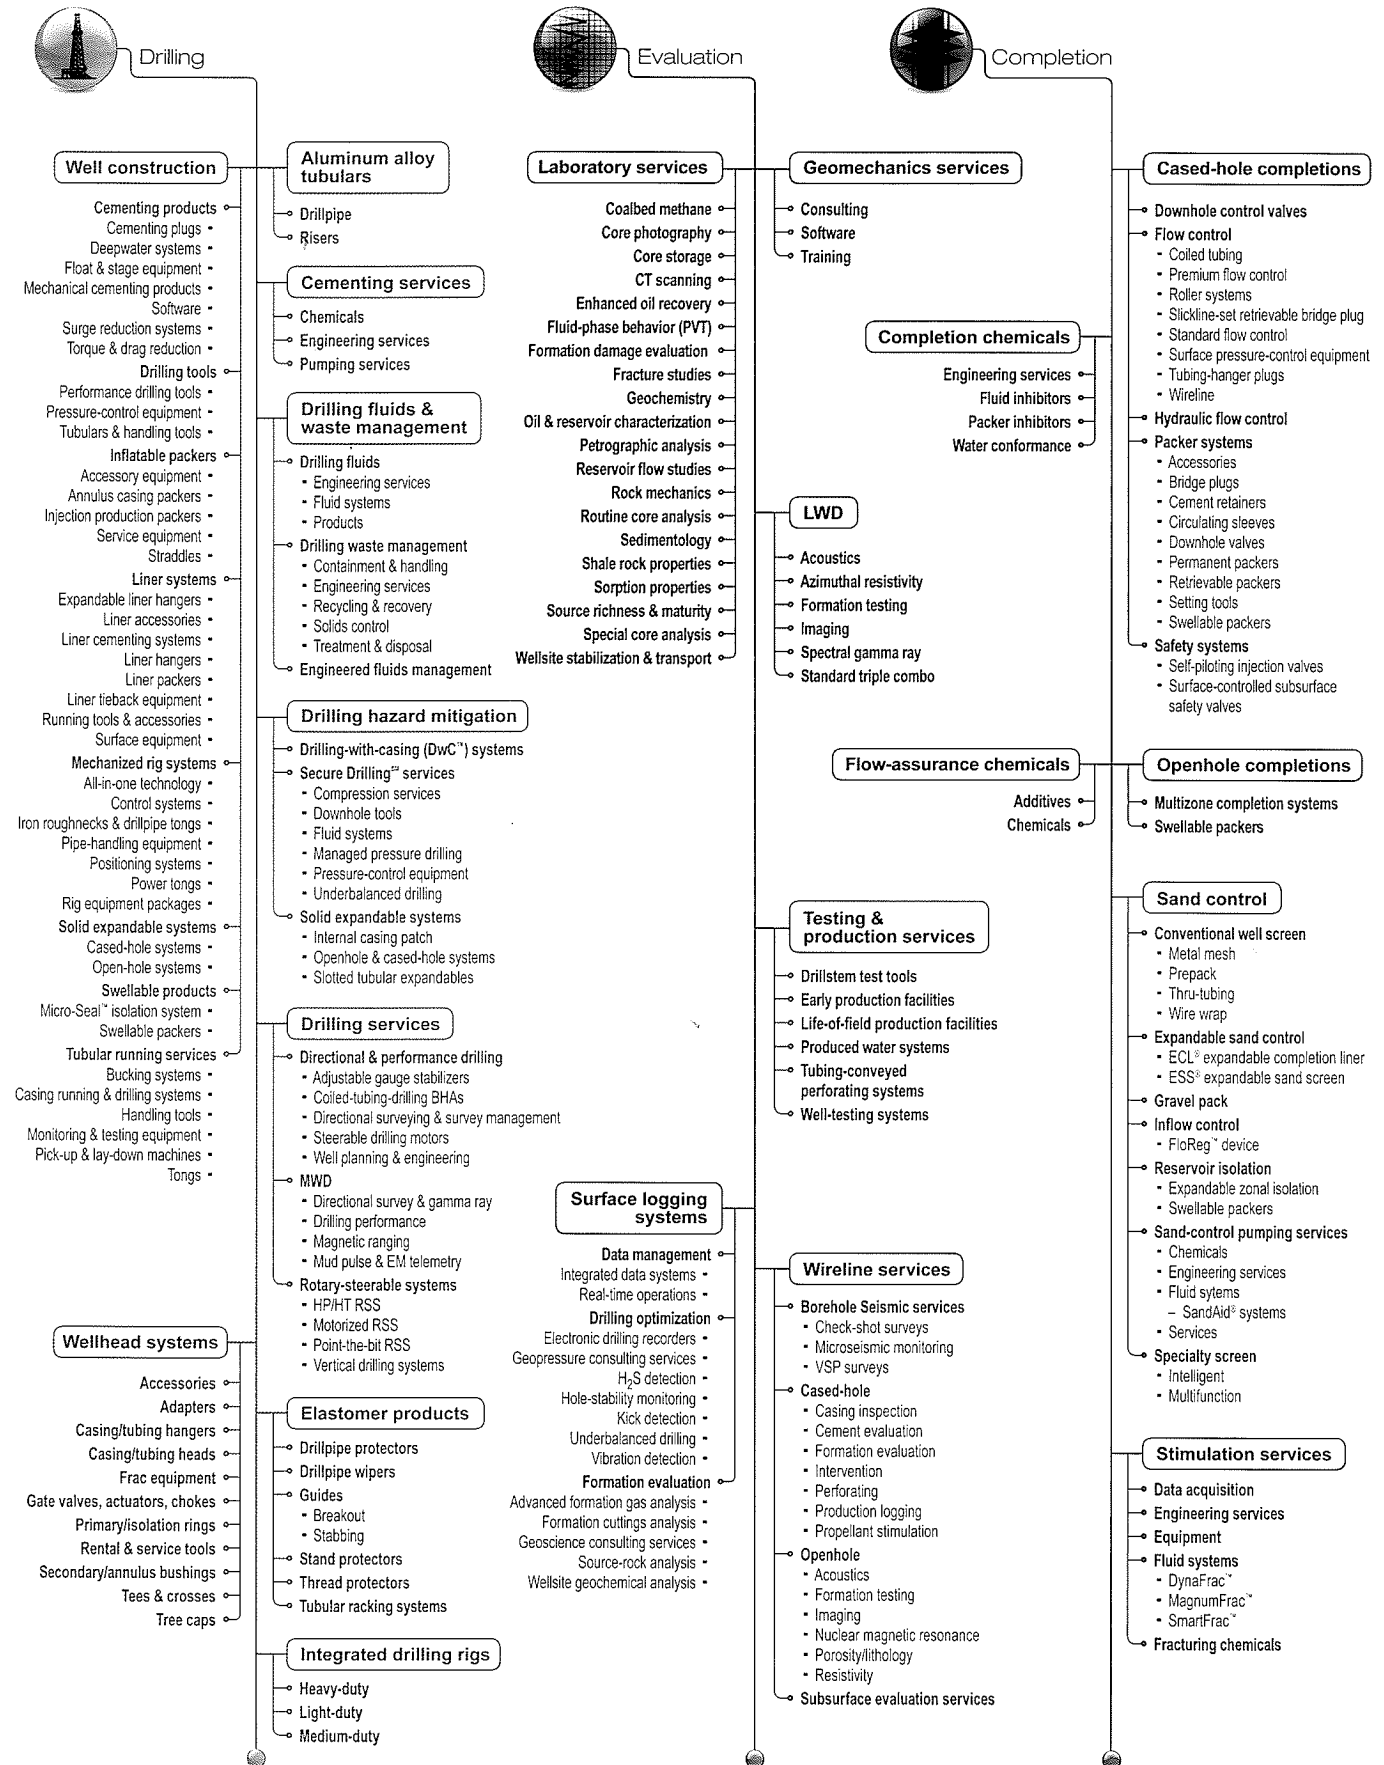 Drilling
Well construction
Cementing products
Cementing plugs
Deepwater systems
Float & stage equipment
Mechanical cementing products
Software
Surge reduction systems
Torque & drag reduction
Drilling tools
Performance drilling tools
Pressure-control equipment
Tubulars & handling tools
Inflatable packers
Accessory equipment
Annulus casing packers
Injection production packers
Service equipment
Straddles
Liner systems
Expandable liner hangers
Liner accessories
Liner cementing systems
Liner hangers
Liner packers
Liner tieback equipment
Running tools & accessories
Surface equipment
Mechanized rig systems
All-in-one technology
Control systems
Iron roughnecks & drillpipe tongs
Pipe-handling equipment
Positioning systems
Power tongs
Rig equipment packages
Solid expandable systems
Cased-hole systems
Open-hole systems
Swellable products
Micro-Seal™ isolation system
Swellable packers
Tubular running services
Bucking systems
Casing running & drilling systems
Handling tools
Monitoring & testing equipment
Pick-up & lay-down machines
Tongs
Wellhead systems
Accessories
Adapters
Casing/tubing hangers
Casing/tubing heads
Frac equipment
Gate valves, actuators, chokes
Primary/isolation rings
Rental & service tools
Secondary/annulus bushings
Tees & crosses
Tree caps
Aluminum alloy
tubulars
Drillpipe
Risers
Cementing services
Chemicals
Engineering services
Pumping services
Drilling fluids &
waste management
Drilling fluids
Engineering services
Fluid systems
Products
Drilling waste management
Containment & handling
Engineering services
Recycling & recovery
Solids control
Treatment & disposal
Engineered fluids management
Drilling hazard mitigation
Drilling-with-casing (DwC™) systems
Secure Drilling℠ services
Compression services
Downhole tools
Fluid systems
Managed pressure drilling
Pressure-control equipment
Underbalanced drilling
Solid expandable systems
Internal casing patch
Openhole & cased-hole systems
Slotted tubular expandables
Drilling services
Directional & performance drilling
Adjustable gauge stabilizers
Coiled-tubing-drilling BHAs
Directional surveying & survey management
Steerable drilling motors
Well planning & engineering
MWD
Directional survey & gamma ray
Drilling performance
Magnetic ranging
Mud pulse & EM telemetry
Rotary-steerable systems
HP/HT RSS
Motorized RSS
Point-the-bit RSS
Vertical drilling systems
Elastomer products
Drillpipe protectors
Drillpipe wipers
Guides
Breakout
Stabbing
Stand protectors
Thread protectors
Tubular racking systems
Integrated drilling rigs
Heavy-duty
Light-duty
Medium-duty
Evaluation
Laboratory services
Coalbed methane
Core photography
Core storage
CT scanning
Enhanced oil recovery
Fluid-phase behavior (PVT)
Formation damage evaluation
Fracture studies
Geochemistry
Oil & reservoir characterization
Petrographic analysis
Reservoir flow studies
Rock mechanics
Routine core analysis
Sedimentology
Shale rock properties
Sorption properties
Source richness & maturity
Special core analysis
Wellsite stabilization & transport
Surface logging
systems
Data management
Integrated data systems
Real-time operations
Drilling optimization
Electronic drilling recorders
Geopressure consulting services
H₂S detection
Hole-stability monitoring
Kick detection
Underbalanced drilling
Vibration detection
Formation evaluation
Advanced formation gas analysis
Formation cuttings analysis
Geoscience consulting services
Source-rock analysis
Wellsite geochemical analysis
Geomechanics services
Consulting
Software
Training
LWD
Acoustics
Azimuthal resistivity
Formation testing
Imaging
Spectral gamma ray
Standard triple combo
Testing &
production services
Drillstem test tools
Early production facilities
Life-of-field production facilities
Produced water systems
Tubing-conveyed
perforating systems
Well-testing systems
Wireline services
Borehole Seismic services
Check-shot surveys
Microseismic monitoring
VSP surveys
Cased-hole
Casing inspection
Cement evaluation
Formation evaluation
Intervention
Perforating
Production logging
Propellant stimulation
Openhole
Acoustics
Formation testing
Imaging
Nuclear magnetic resonance
Porosity/lithology
Resistivity
Subsurface evaluation services
Completion
Completion chemicals
Engineering services
Fluid inhibitors
Packer inhibitors
Water conformance
Flow-assurance chemicals
Additives
Chemicals
Cased-hole completions
Downhole control valves
Flow control
Coiled tubing
Premium flow control
Roller systems
Slickline-set retrievable bridge plug
Standard flow control
Surface pressure-control equipment
Tubing-hanger plugs
Wireline
Hydraulic flow control
Packer systems
Accessories
Bridge plugs
Cement retainers
Circulating sleeves
Downhole valves
Permanent packers
Retrievable packers
Setting tools
Swellable packers
Safety systems
Self-piloting injection valves
Surface-controlled subsurface
safety valves
Openhole completions
Multizone completion systems
Swellable packers
Sand control
Conventional well screen
Metal mesh
Prepack
Thru-tubing
Wire wrap
Expandable sand control
ECL® expandable completion liner
ESS® expandable sand screen
Gravel pack
Inflow control
FloReg™ device
Reservoir isolation
Expandable zonal isolation
Swellable packers
Sand-control pumping services
Chemicals
Engineering services
Fluid sytems
– SandAid® systems
Services
Specialty screen
Intelligent
Multifunction
Stimulation services
Data acquisition
Engineering services
Equipment
Fluid systems
DynaFrac™
MagnumFrac™
SmartFrac™
Fracturing chemicals